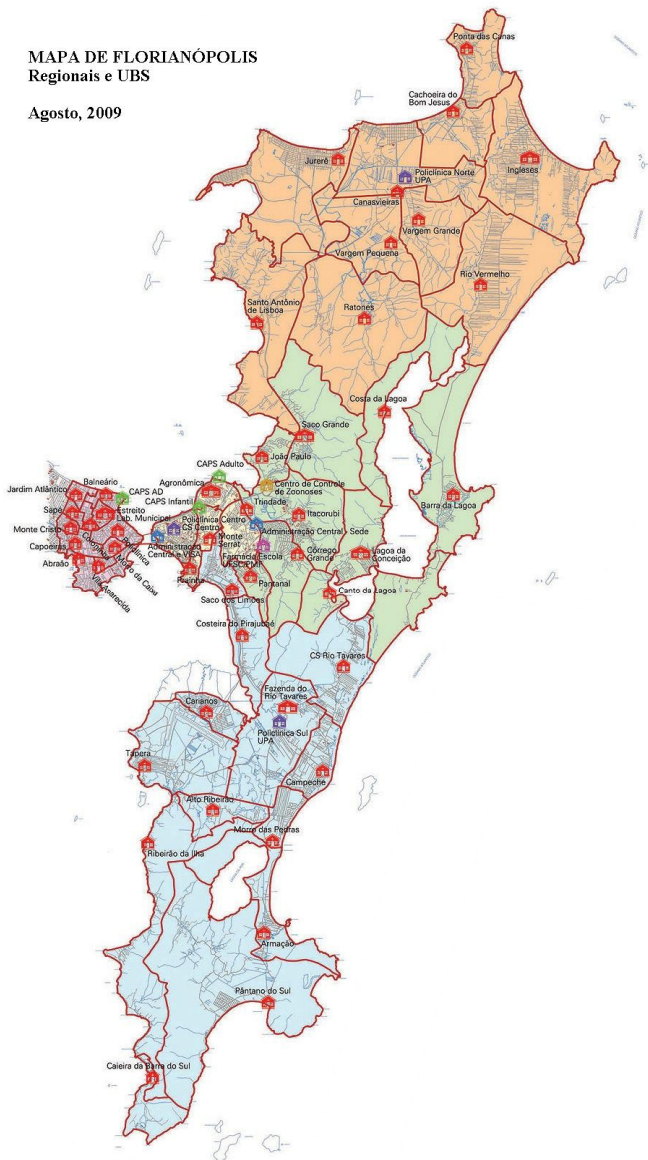 MAPA DE FLORIANÓPOLIS
Regionais e UBS
Agosto, 2009
Ponta das Canas
Cachoeira do
Bom Jesus
Jurerê
Policlínica Norte
UPA
Ingleses
Canasvieiras
Vargem Grande
Vargem Pequena
Rio Vermelho
Santo Antônio
de Lisboa
Ratones
Costa da Lagoa
Saco Grande
João Paulo
CAPS Adulto
Agronômica
Centro de Controle
de Zoonoses
Balneário
Jardim Atlântico
CAPS AD
CAPS Infantil
Trindade
Barra da Lagoa
Sapé
Estreito
Lab. Municipal
Policlínica Centro
CS Centro
Itacorubi
Monte Cristo
Coloninha
Policlínica
Monte
Serrat
Administração Central - Sede
Capoeiras
Administração
Central e VISA
Farmácia Escola
UFSC/PMF
Córrego
Grande
Lagoa da
Conceição
Abraão
Vila Aparecida
Morro da Caixa
Prainha
Pantanal
Saco dos Limões
Canto da Lagoa
Costeira do Pirajubaé
CS Rio Tavares
Fazenda do
Rio Tavares
Carianos
Policlínica Sul
UPA
Tapera
Campeche
Alto Ribeirão
Morro das Pedras
Ribeirão da Ilha
Armação
Pântano do Sul
Caieira da Barra do Sul